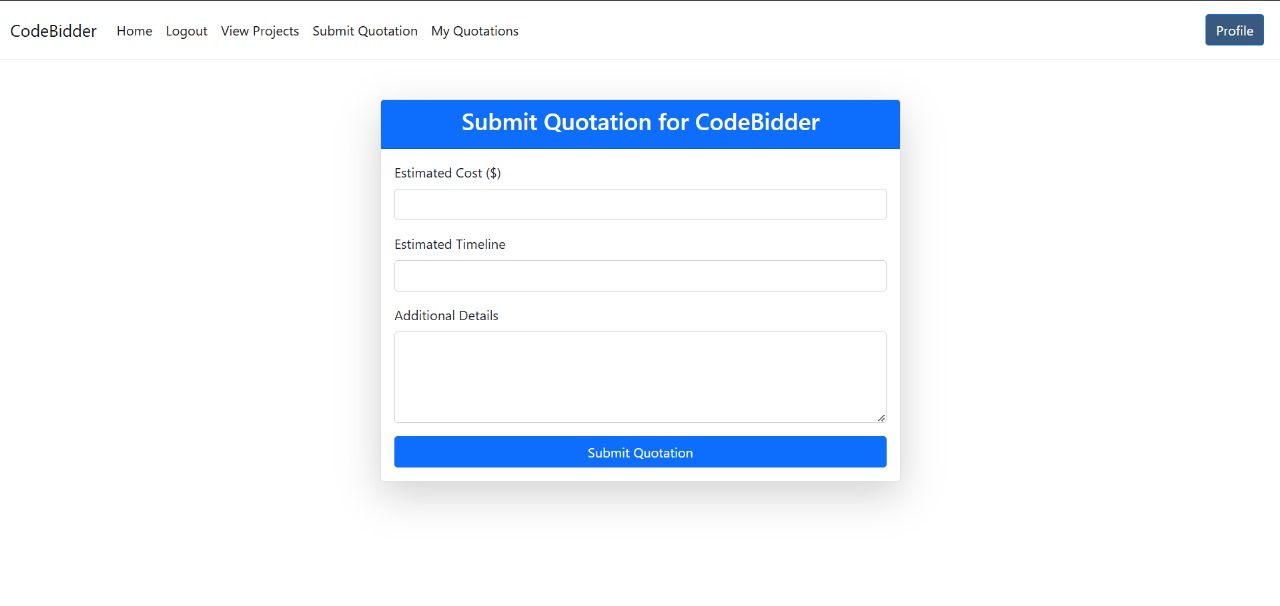 CodeBidder Home Logout View Projects Submit Quotation My Quotations Profile
Submit Quotation for CodeBidder
Estimated Cost ($)
Estimated Timeline
Additional Details
Submit Quotation